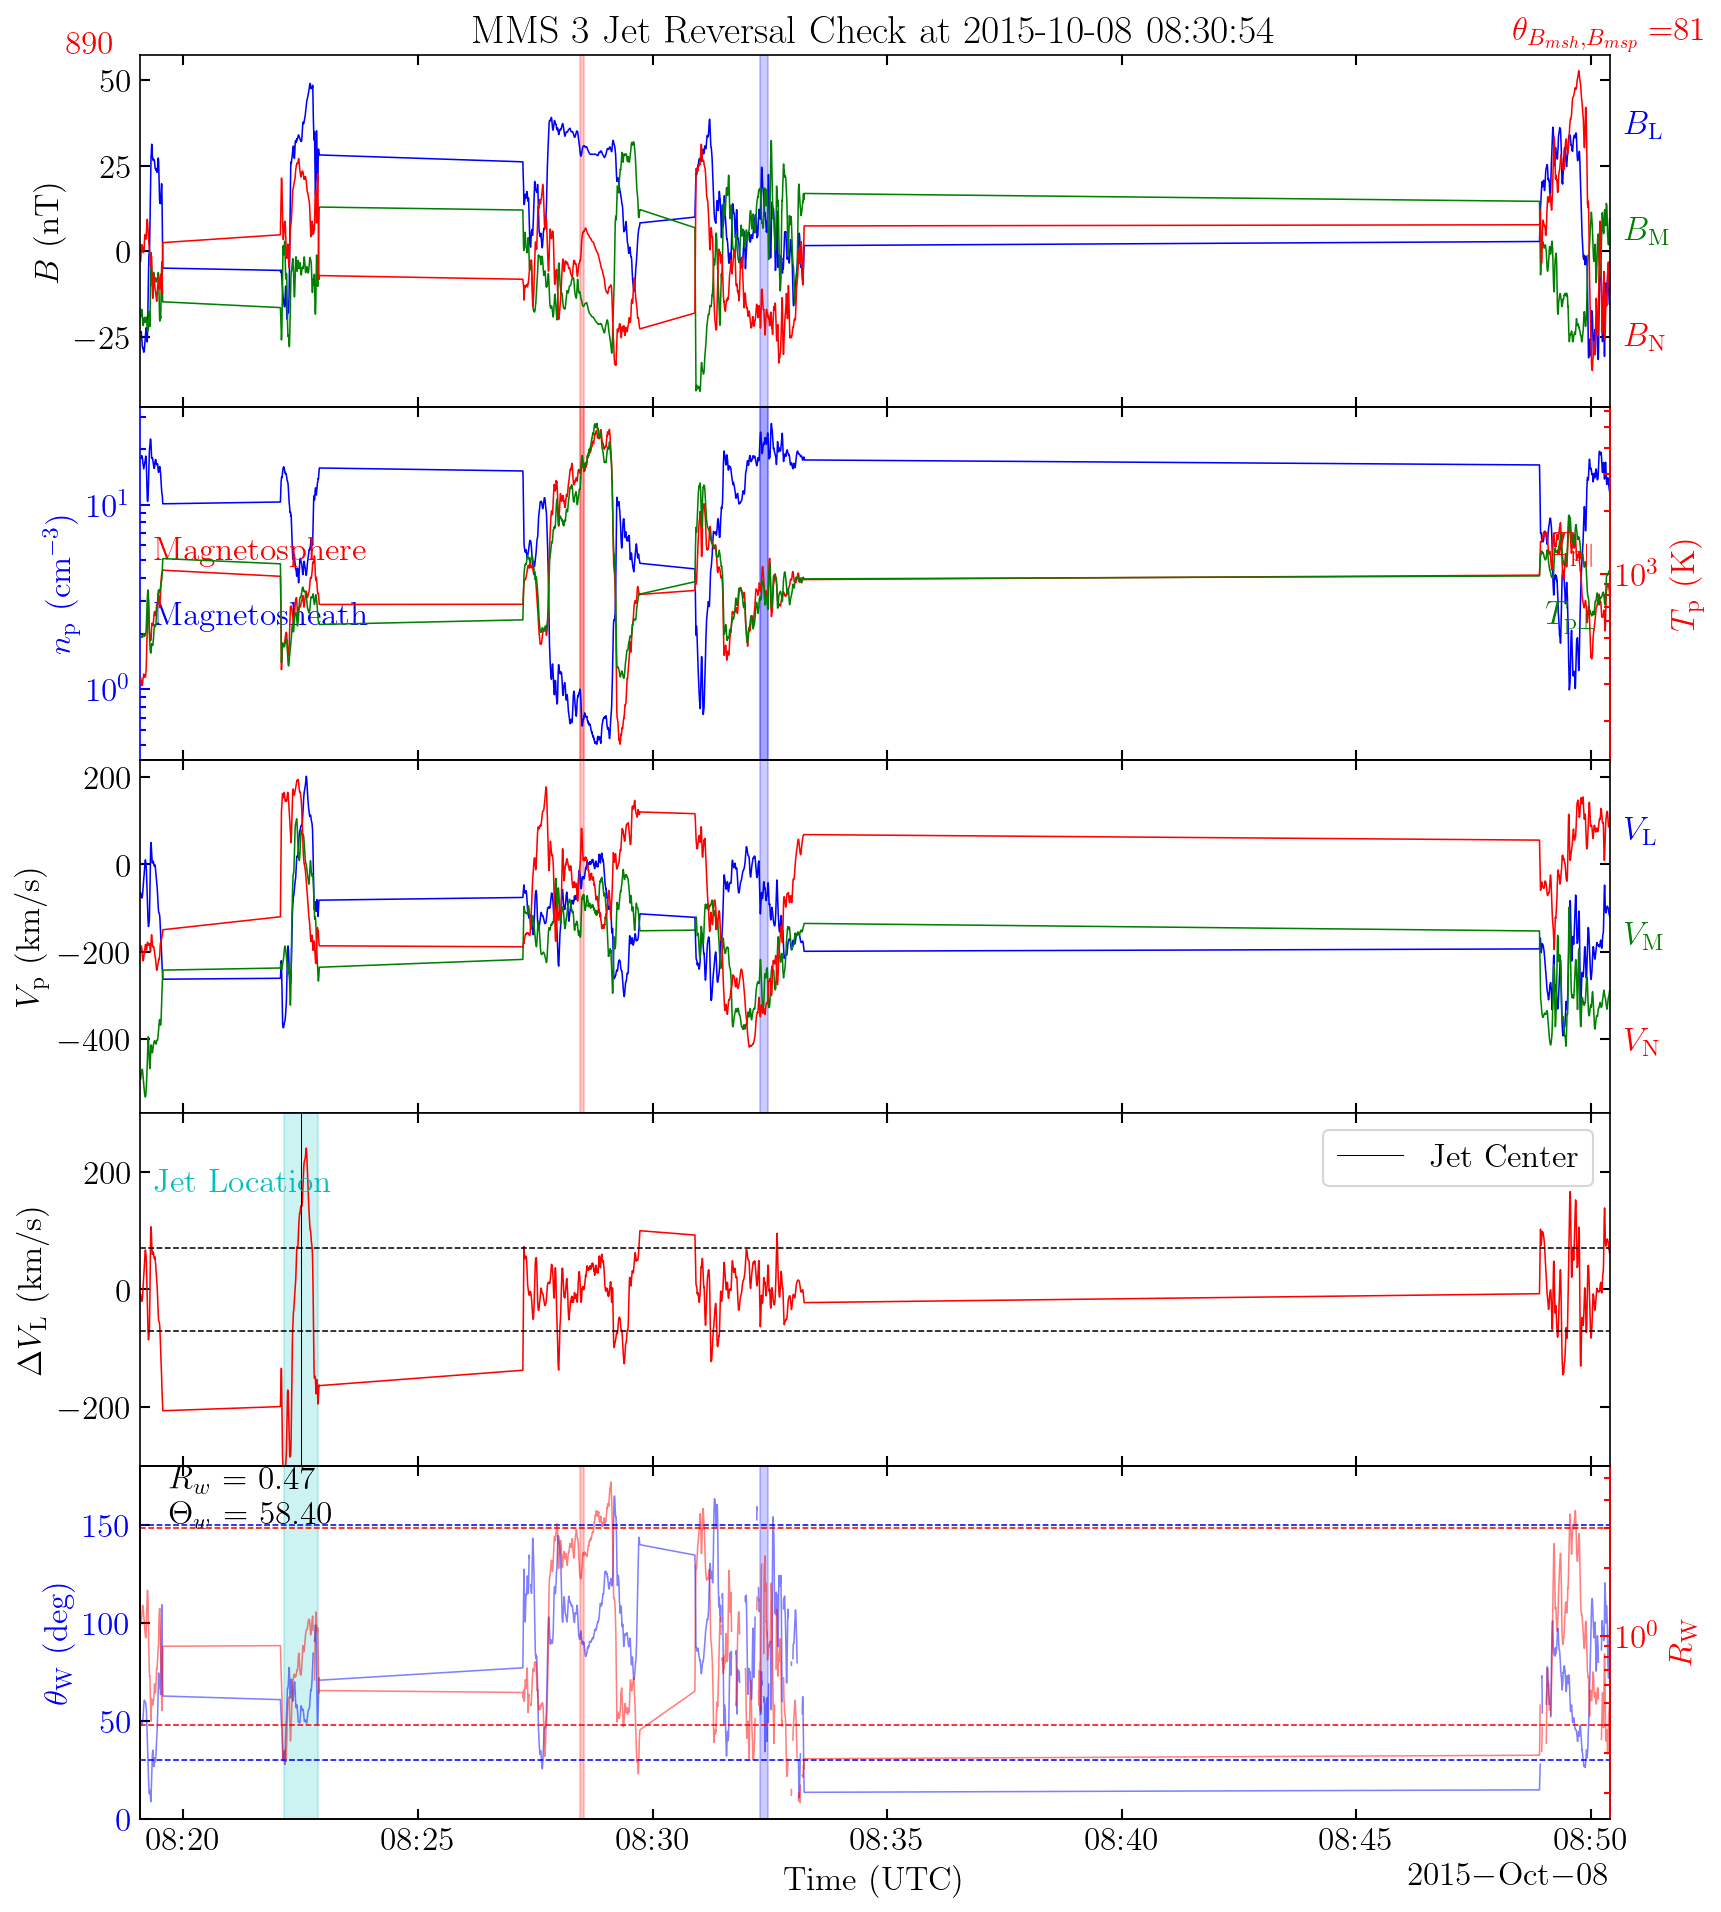 MMS 3 Jet Reversal Check at 2015-10-08 08:30:54
890
θ_{B_{msh},B_{msp}} =81
50
25
0
−25
B (nT)
B_L
B_M
B_N
10^1
10^0
n_p (cm^{−3})
Magnetosphere
Magnetosheath
T_{p∥}
T_{p⊥}
10^3
T_p (K)
200
0
−200
−400
V_p (km/s)
V_L
V_M
V_N
200
0
−200
ΔV_L (km/s)
Jet Location
Jet Center
R_w = 0.47
Θ_w = 58.40
150
100
50
0
θ_W (deg)
10^0
R_W
08:20 08:25 08:30 08:35 08:40 08:45 08:50
Time (UTC)
2015−Oct−08